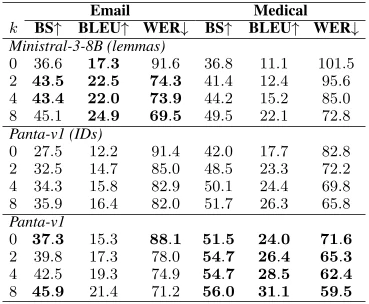 Email Medical
k BS↑ BLEU↑ WER↓ BS↑ BLEU↑ WER↓
Ministral-3-8B (lemmas)
0 36.6 17.3 91.6 36.8 11.1 101.5
2 43.5 22.5 74.3 41.4 12.4 95.6
4 43.4 22.0 73.9 44.2 15.2 85.0
8 45.1 24.9 69.5 49.5 22.1 72.8
Panta-v1 (IDs)
0 27.5 12.2 91.4 42.0 17.7 82.8
2 32.5 14.7 85.0 48.5 23.3 72.2
4 34.3 15.8 82.9 50.1 24.4 69.8
8 35.9 16.4 82.0 51.7 26.3 65.8
Panta-v1
0 37.3 15.3 88.1 51.5 24.0 71.6
2 39.8 17.3 78.0 54.7 26.4 65.3
4 42.5 19.3 74.9 54.7 28.5 62.4
8 45.9 21.4 71.2 56.0 31.1 59.5